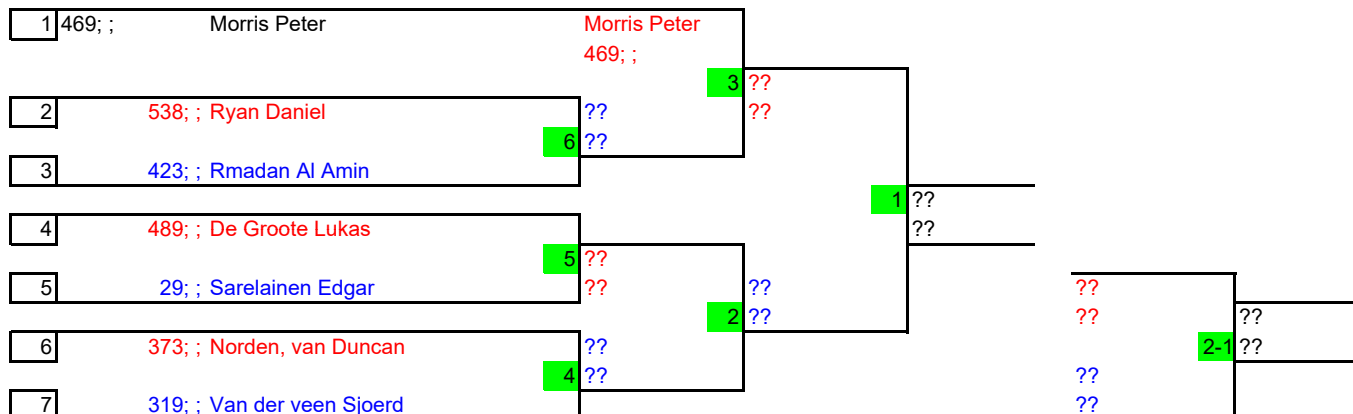 1 469; ; Morris Peter Morris Peter
469; ;
3 ??
2 538; ; Ryan Daniel ?? ??
6 ??
3 423; ; Rmadan Al Amin
1 ??
4 489; ; De Groote Lukas ??
5 ??
5 29; ; Sarelainen Edgar ?? ?? ??
2 ?? ?? ??
6 373; ; Norden, van Duncan ?? 2-1 ??
4 ?? ??
7 319; ; Van der veen Sjoerd ??